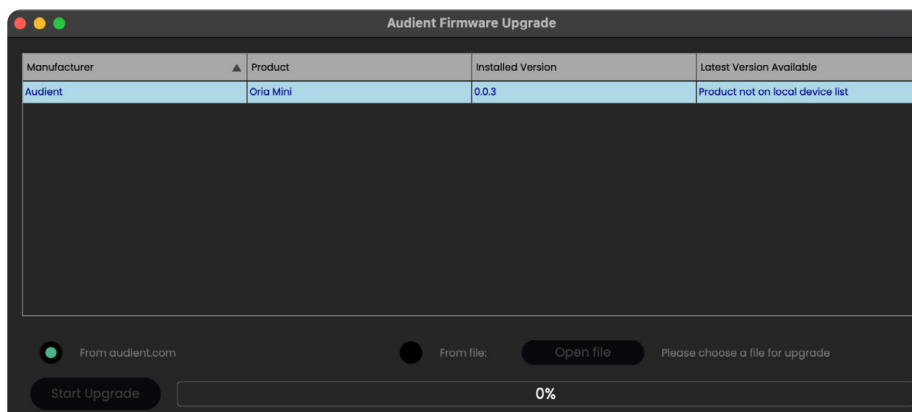 Audient Firmware Upgrade
Manufacturer Product Installed Version Latest Version Available
Audient Oria Mini 0.0.3 Product not on local device list
From audient.com From file: Open file Please choose a file for upgrade
Start Upgrade 0%